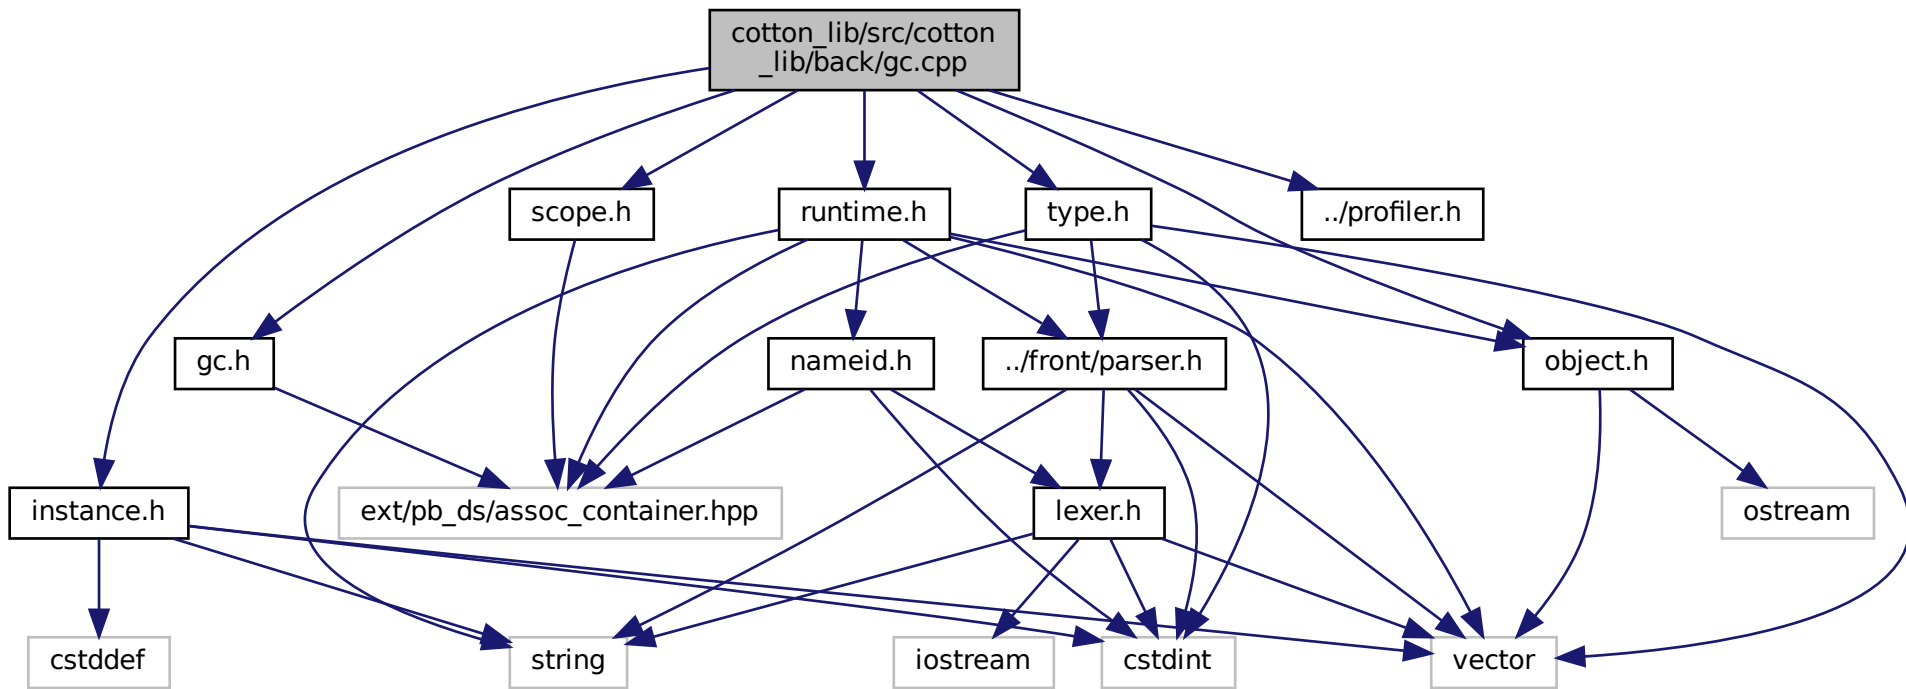 cotton_lib/src/cotton
_lib/back/gc.cpp
scope.h
runtime.h
type.h
../profiler.h
gc.h
nameid.h
../front/parser.h
object.h
instance.h
ext/pb_ds/assoc_container.hpp
lexer.h
ostream
cstddef
string
iostream
cstdint
vector